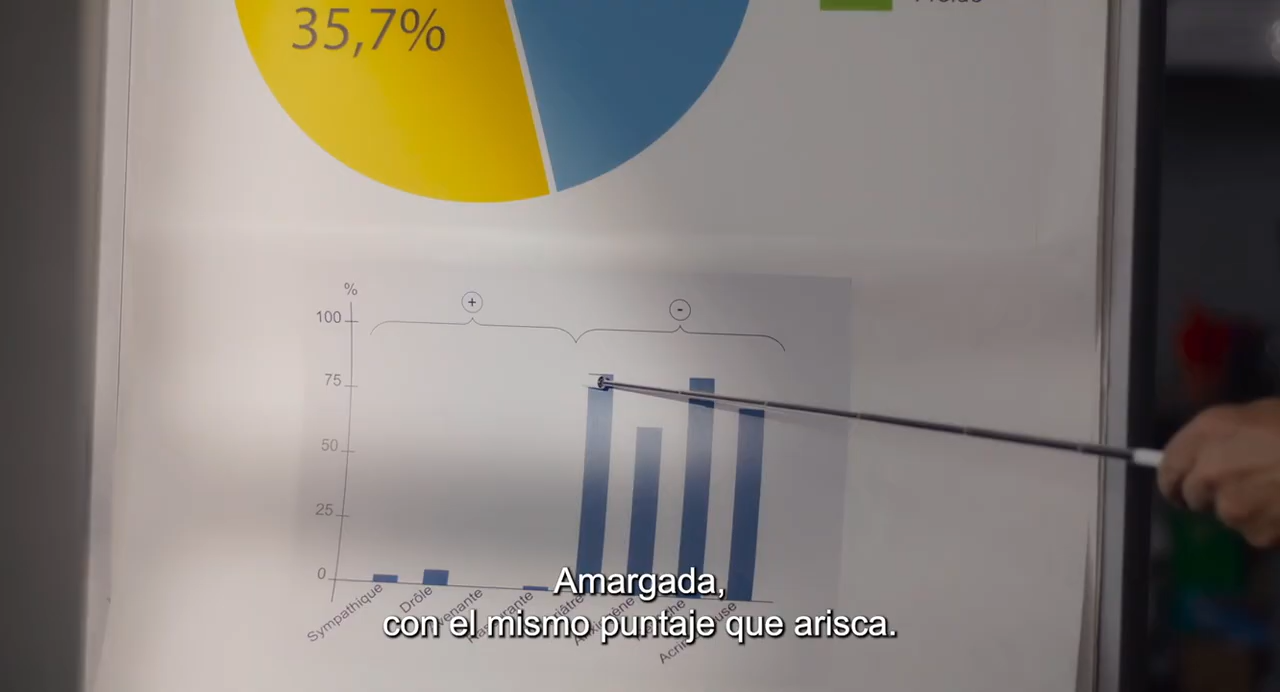 35,7%
%
+
-
100
75
50
25
0
Sympathique
Drôle
Amargada,
con el mismo puntaje que arisca.